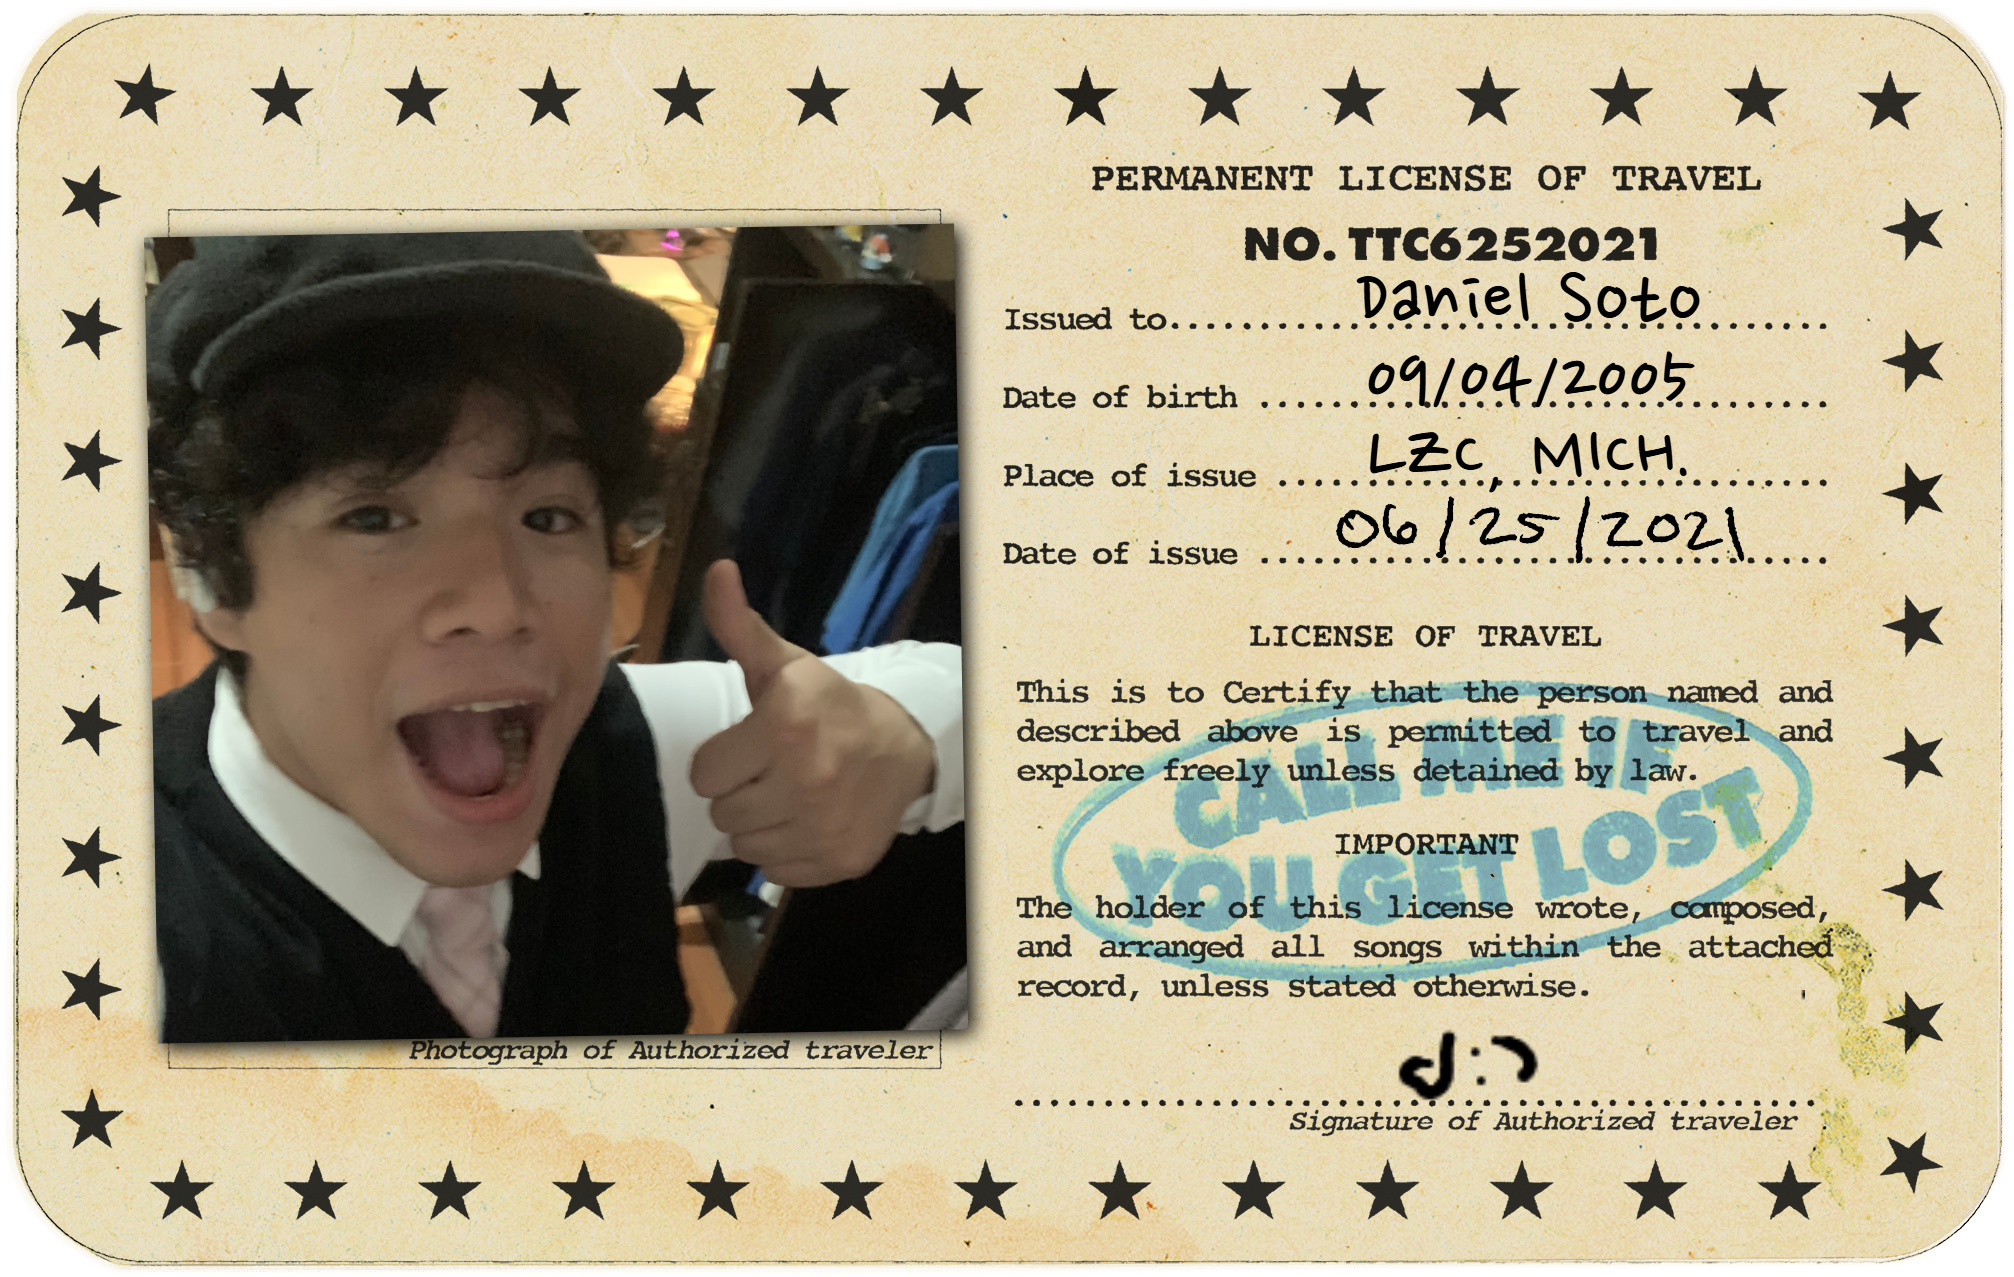 PERMANENT LICENSE OF TRAVEL
NO. TTC6252021
Issued to.......Daniel Soto.......
Date of birth .......09/04/2005.......
Place of issue .......LZC, MICH........
Date of issue .......06/25/2021.......
LICENSE OF TRAVEL
This is to Certify that the person named and
described above is permitted to travel and
explore freely unless detained by law.
CALL ME IF
YOU GET LOST
IMPORTANT
The holder of this license wrote, composed,
and arranged all songs within the attached
record, unless stated otherwise.
Photograph of Authorized traveler
Signature of Authorized traveler